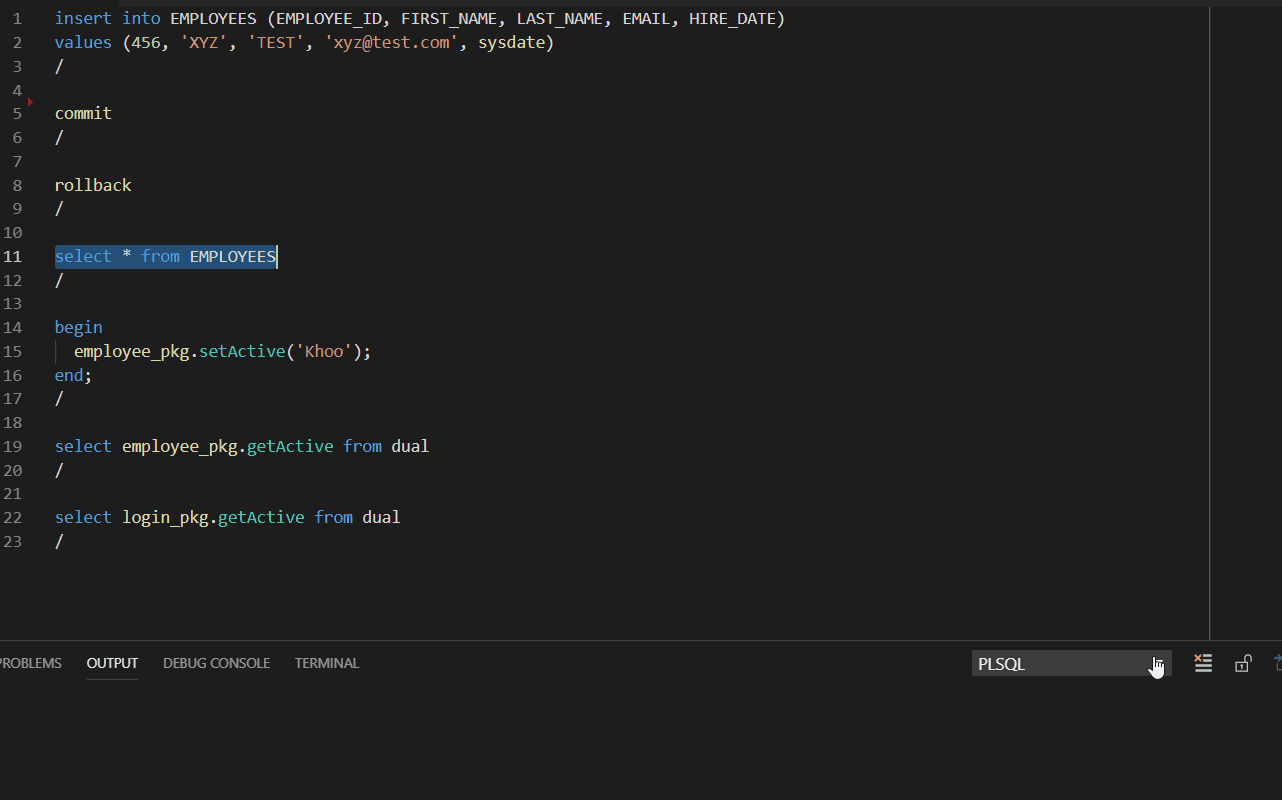 1 insert into EMPLOYEES (EMPLOYEE_ID, FIRST_NAME, LAST_NAME, EMAIL, HIRE_DATE)
2 values (456, 'XYZ', 'TEST', 'xyz@test.com', sysdate)
3 /
4
5 commit
6 /
7
8 rollback
9 /
10
11 select * from EMPLOYEES
12 /
13
14 begin
15 employee_pkg.setActive('Khoo');
16 end;
17 /
18
19 select employee_pkg.getActive from dual
20 /
21
22 select login_pkg.getActive from dual
23 /
PROBLEMS OUTPUT DEBUG CONSOLE TERMINAL PLSQL